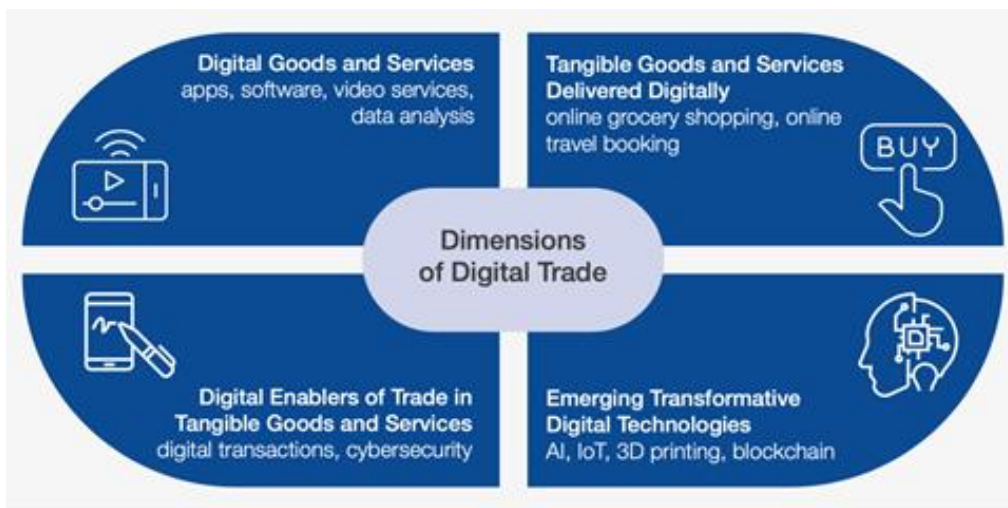 Digital Goods and Services
apps, software, video services,
data analysis
Tangible Goods and Services
Delivered Digitally
online grocery shopping, online
travel booking
BUY
Dimensions
of Digital Trade
Digital Enablers of Trade in
Tangible Goods and Services
digital transactions, cybersecurity
Emerging Transformative
Digital Technologies
AI, IoT, 3D printing, blockchain